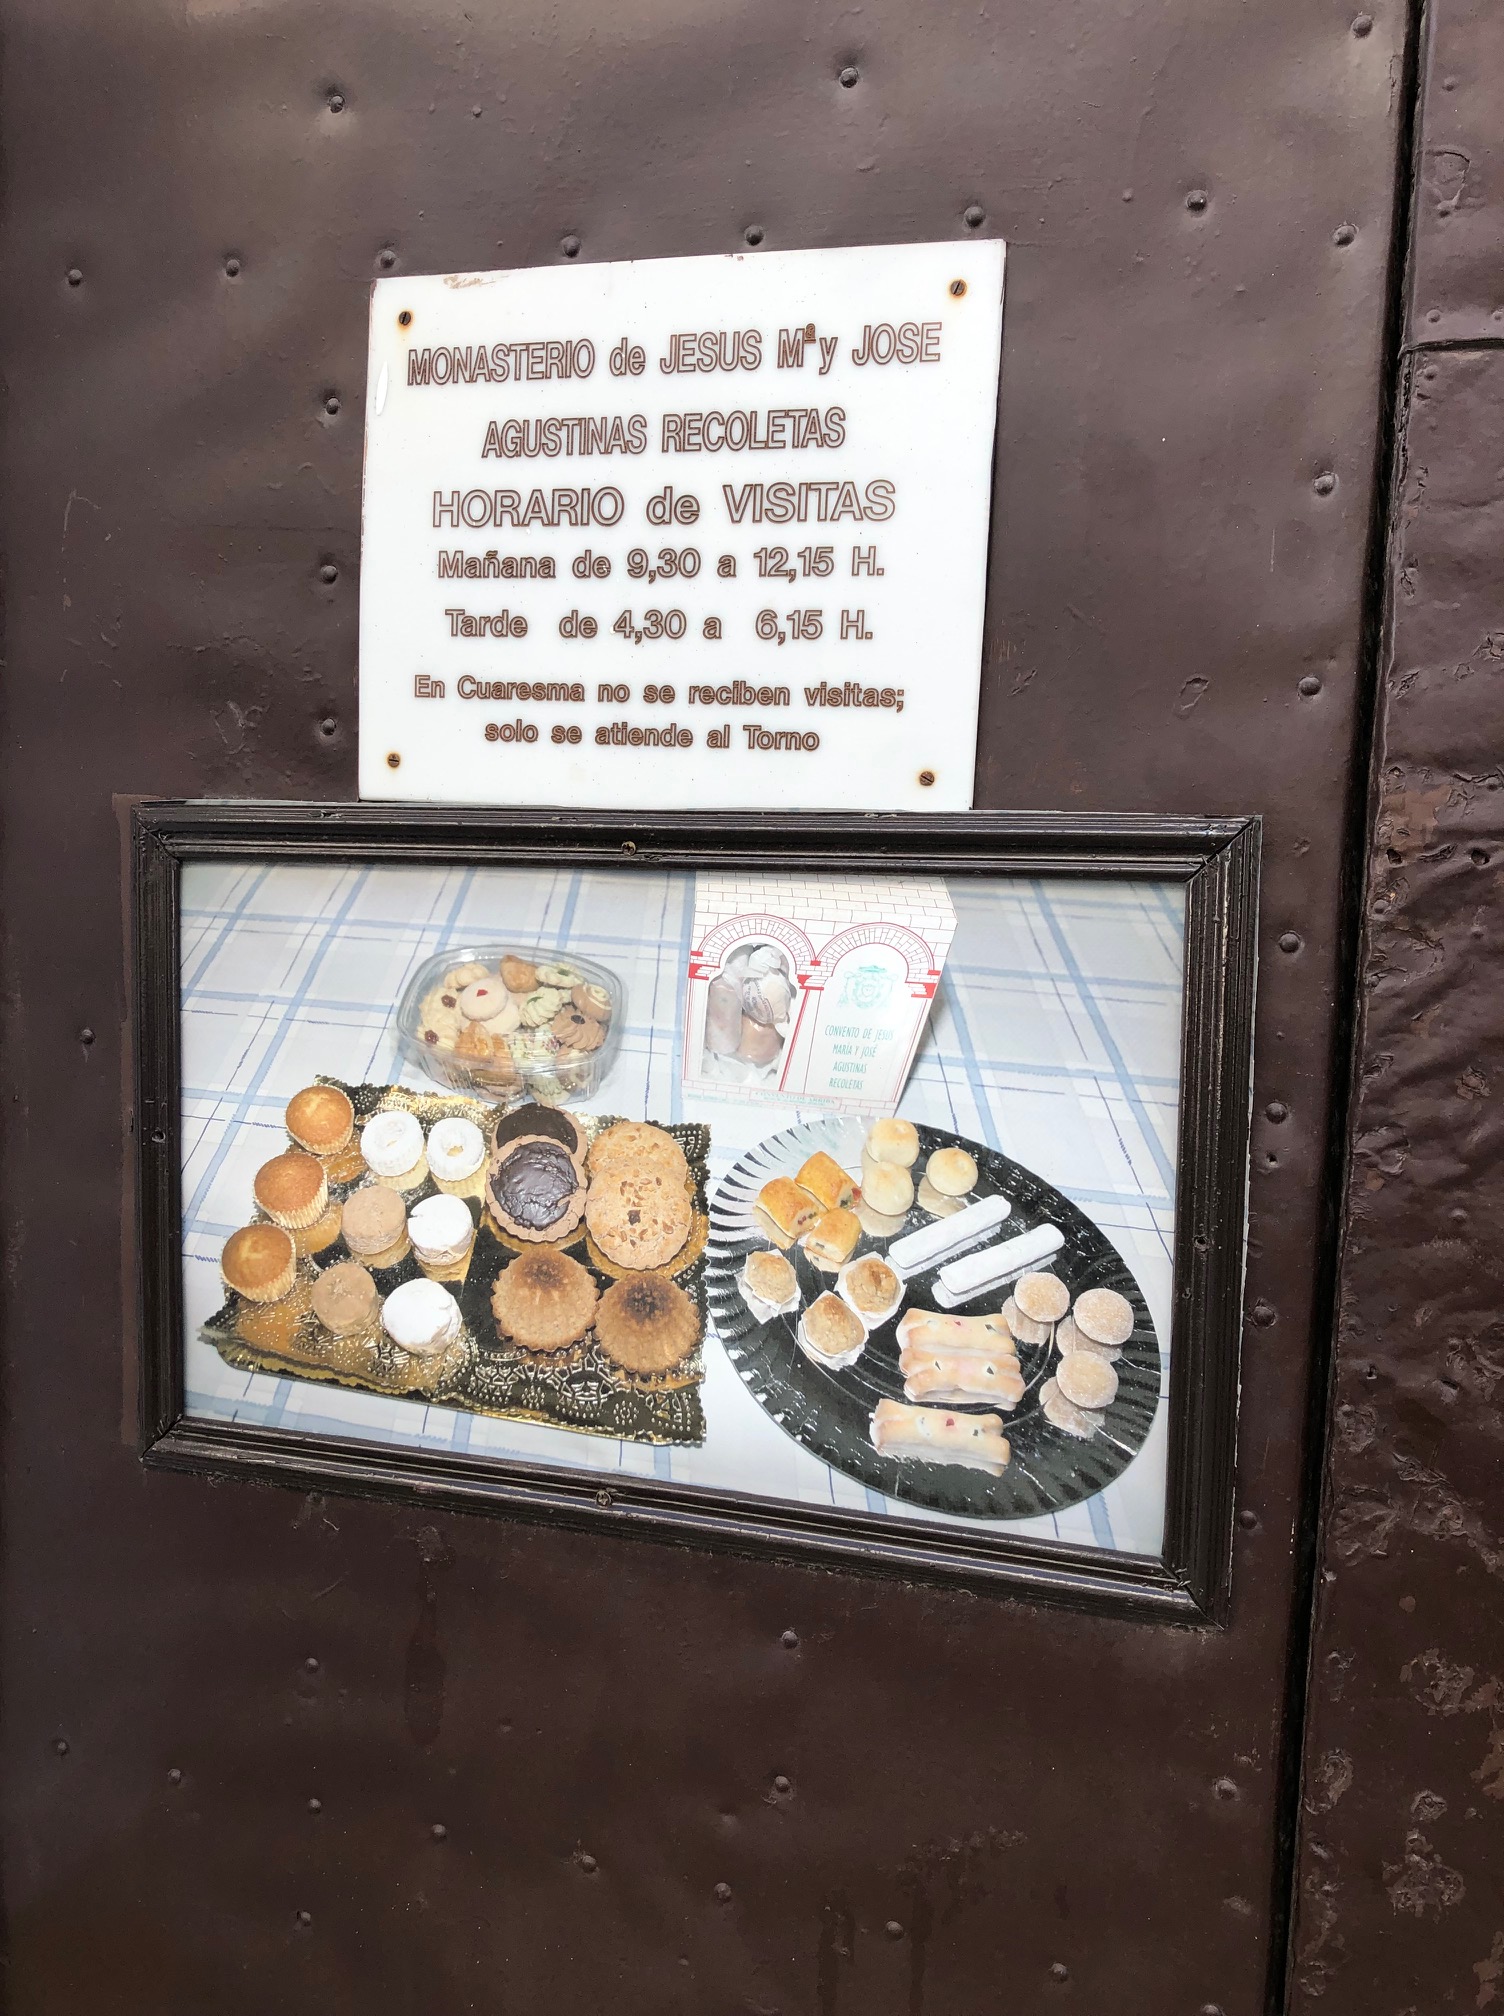 MONASTERIO de JESUS Mª y JOSE
AGUSTINAS RECOLETAS
HORARIO de VISITAS
Mañana de 9,30 a 12,15 H.
Tarde de 4,30 a 6,15 H.
En Cuaresma no se reciben visitas;
solo se atiende al Torno
CONVENTO DE JESUS
MARÍA Y JOSÉ
AGUSTINAS
RECOLETAS